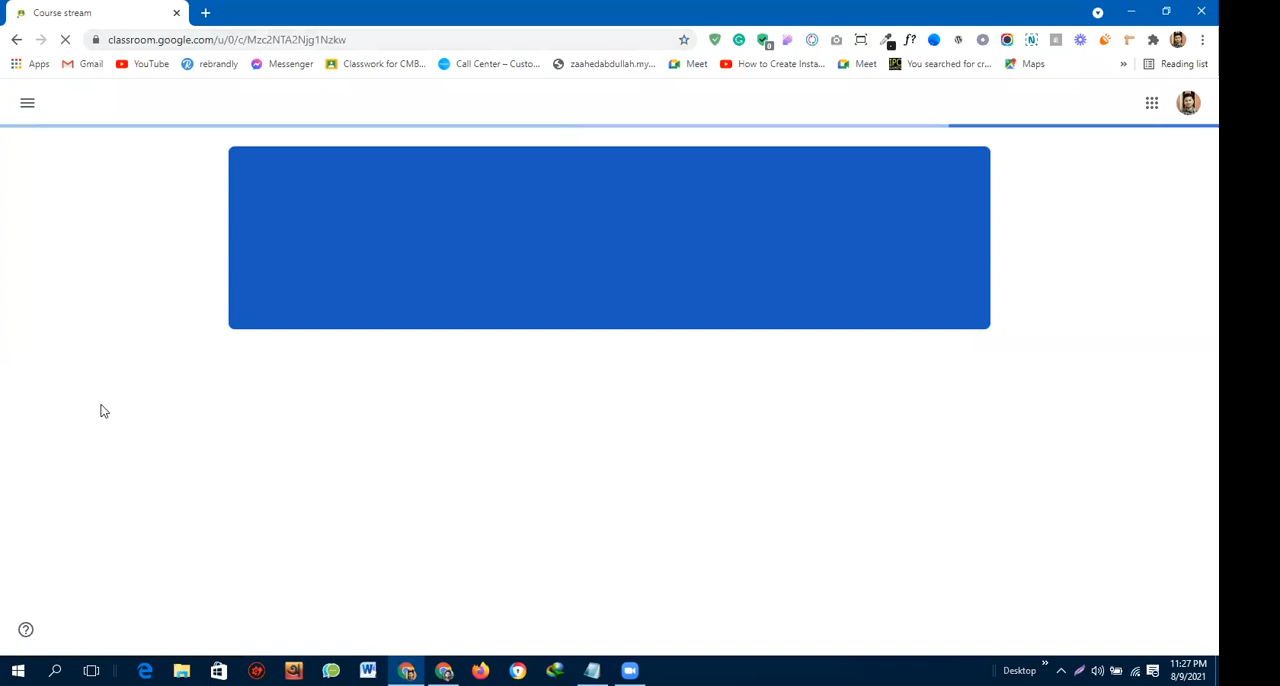 Course stream
classroom.google.com/u/0/c/Mzc2NTA2Njg1Nzkw
Apps Gmail YouTube rebrandly Messenger Classwork for CMB... Call Center – Custo... zaahedabdullah.my... Meet How to Create Insta... Meet You searched for cr... Maps » Reading list
Desktop 11:27 PM
8/9/2021